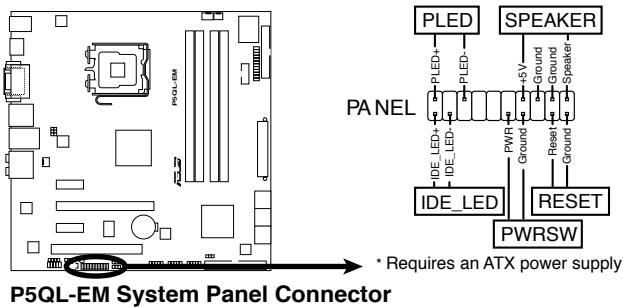 PLED
SPEAKER
PLED+
PLED-
+5V
Ground
Ground
Speaker
PANEL
IDE_LED+
IDE_LED-
PWR
Ground
Reset
Ground
IDE_LED
RESET
PWRSW
* Requires an ATX power supply
P5QL-EM
ASUS
P5QL-EM System Panel Connector